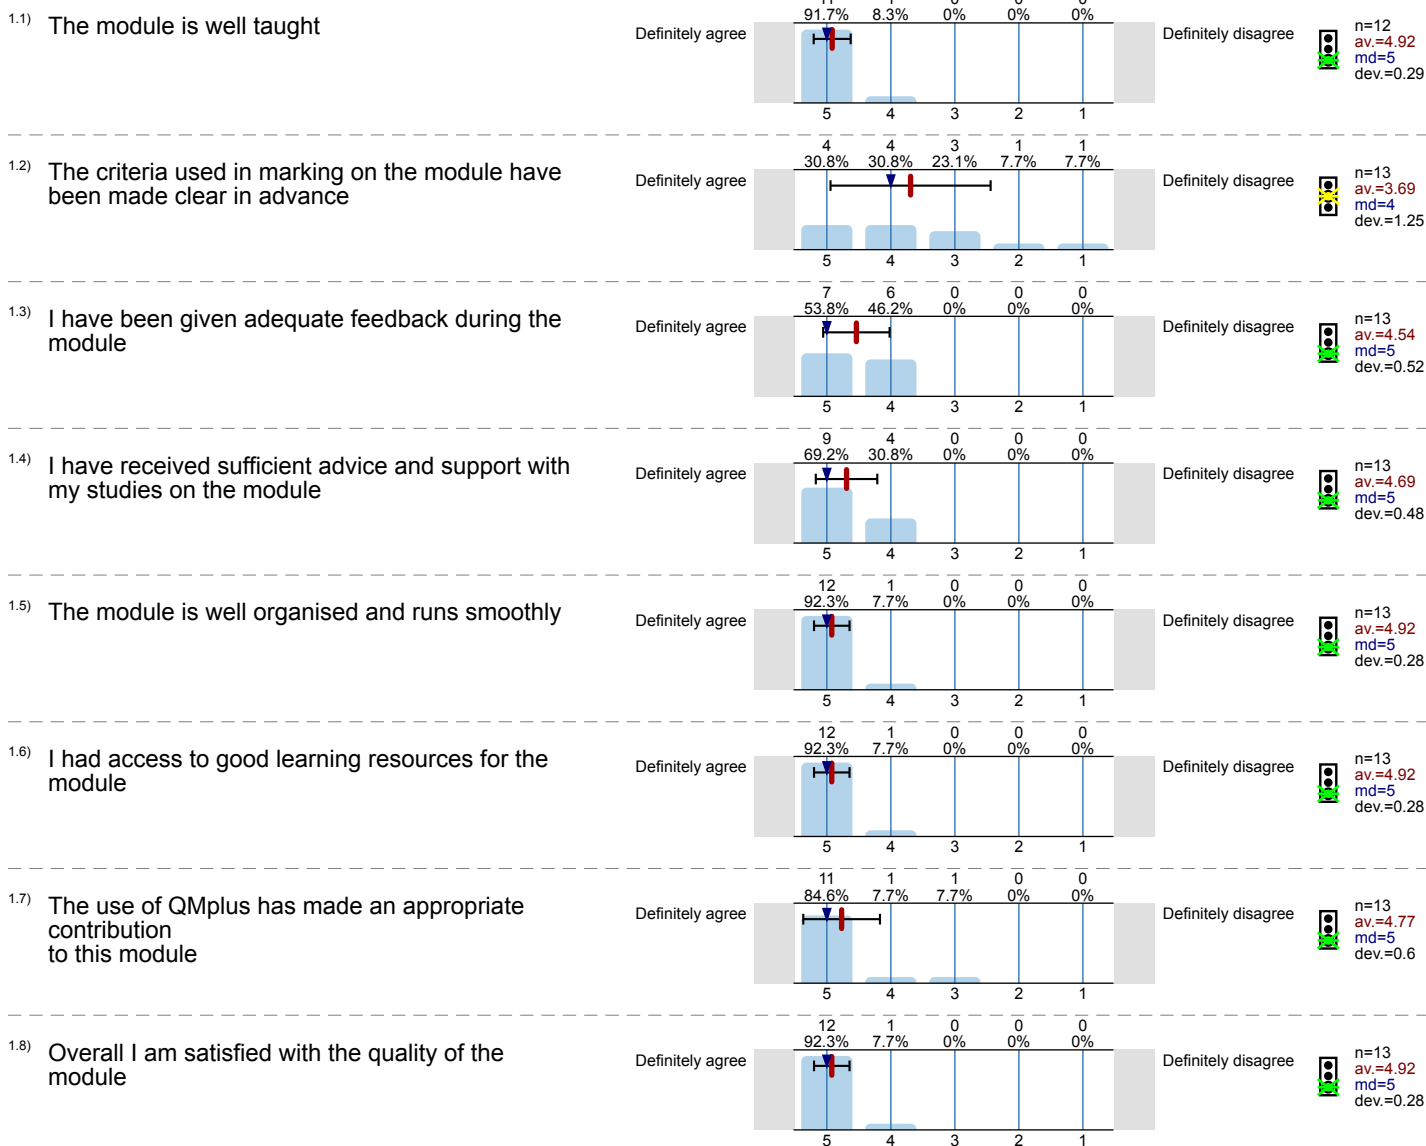 11 1 0 0 0
1.1) The module is well taught
91.7% 8.3% 0% 0% 0%
Definitely agree
Definitely disagree
n=12
av.=4.92
md=5
dev.=0.29
5 4 3 2 1
1.2) The criteria used in marking on the module have
been made clear in advance
4 4 3 1 1
30.8% 30.8% 23.1% 7.7% 7.7%
Definitely agree
Definitely disagree
n=13
av.=3.69
md=4
dev.=1.25
5 4 3 2 1
1.3) I have been given adequate feedback during the
module
7 6 0 0 0
53.8% 46.2% 0% 0% 0%
Definitely agree
Definitely disagree
n=13
av.=4.54
md=5
dev.=0.52
5 4 3 2 1
1.4) I have received sufficient advice and support with
my studies on the module
9 4 0 0 0
69.2% 30.8% 0% 0% 0%
Definitely agree
Definitely disagree
n=13
av.=4.69
md=5
dev.=0.48
5 4 3 2 1
1.5) The module is well organised and runs smoothly
12 1 0 0 0
92.3% 7.7% 0% 0% 0%
Definitely agree
Definitely disagree
n=13
av.=4.92
md=5
dev.=0.28
5 4 3 2 1
1.6) I had access to good learning resources for the
module
12 1 0 0 0
92.3% 7.7% 0% 0% 0%
Definitely agree
Definitely disagree
n=13
av.=4.92
md=5
dev.=0.28
5 4 3 2 1
1.7) The use of QMplus has made an appropriate
contribution
to this module
11 1 1 0 0
84.6% 7.7% 7.7% 0% 0%
Definitely agree
Definitely disagree
n=13
av.=4.77
md=5
dev.=0.6
5 4 3 2 1
1.8) Overall I am satisfied with the quality of the
module
12 1 0 0 0
92.3% 7.7% 0% 0% 0%
Definitely agree
Definitely disagree
n=13
av.=4.92
md=5
dev.=0.28
5 4 3 2 1